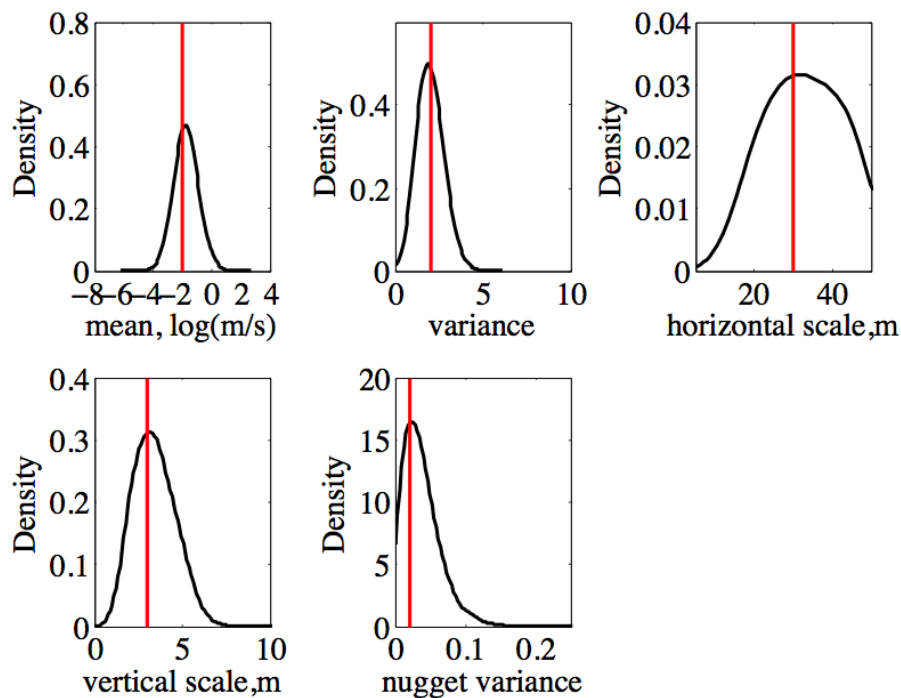 0.8
0.6
0.4
0.2
0
Density
−8−6−4−2 0 2 4
mean, log(m/s)
0.4
0.2
0
Density
0 5 10
variance
0.04
0.03
0.02
0.01
0
Density
20 40
horizontal scale,m
0.4
0.3
0.2
0.1
0
Density
0 5 10
vertical scale,m
20
15
10
5
0
Density
0 0.1 0.2
nugget variance